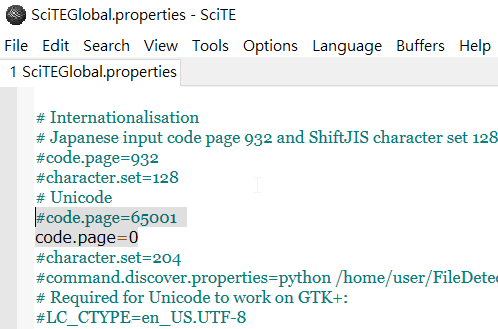 SciTEGlobal.properties - SciTE
File Edit Search View Tools Options Language Buffers Help
1 SciTEGlobal.properties
# Internationalisation
# Japanese input code page 932 and ShiftJIS character set 128
#code.page=932
#character.set=128
# Unicode
#code.page=65001
code.page=0
#character.set=204
#command.discover.properties=python /home/user/FileDetec
# Required for Unicode to work on GTK+:
#LC_CTYPE=en_US.UTF-8